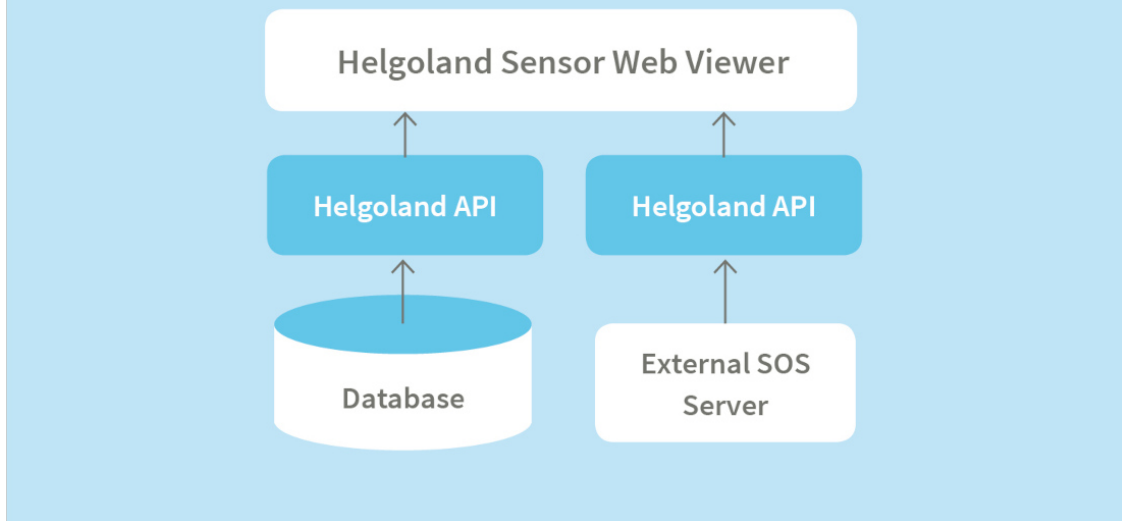 Helgoland Sensor Web Viewer
Helgoland API
Helgoland API
Database
External SOS
Server